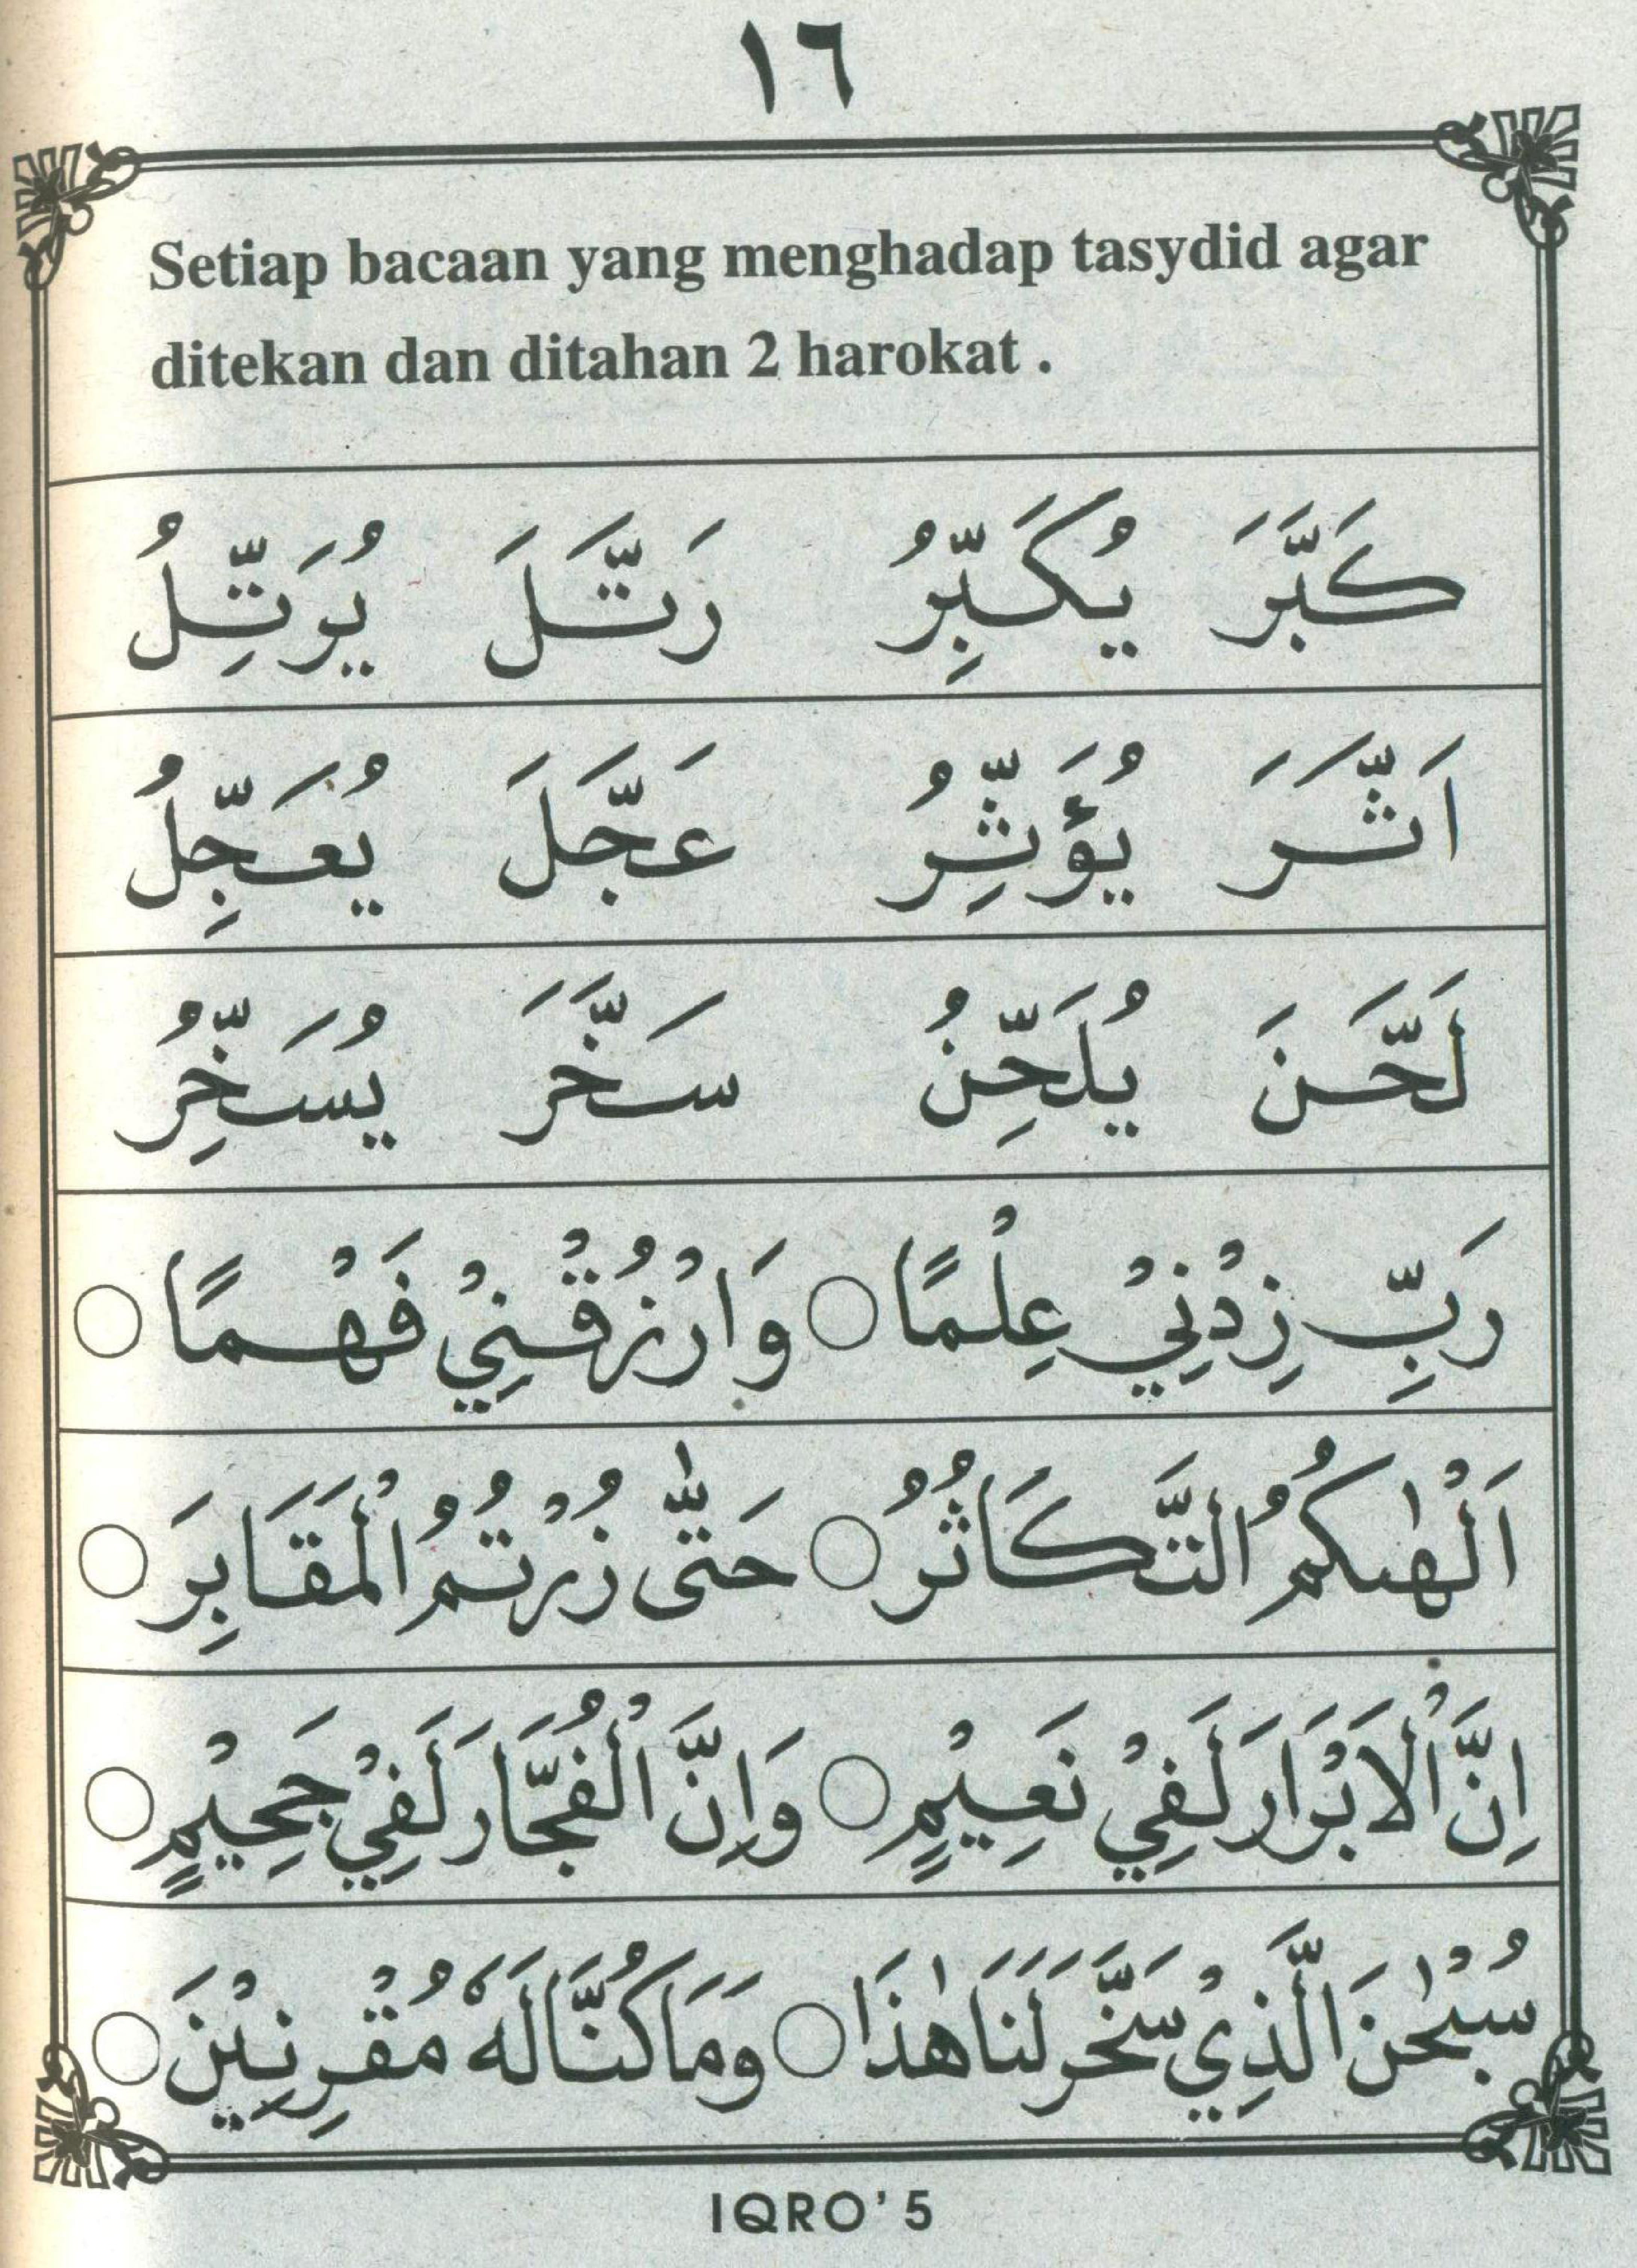 ١٦
Setiap bacaan yang menghadap tasydid agar
ditekan dan ditahan 2 harokat .
كَبَّرَ يُكَبِّرُ رَتَّلَ يُرَتِّلُ
اَثَّرَ يُؤَثِّرُ عَجَّلَ يُعَجِّلُ
لَحَّنَ يُلَحِّنُ سَخَّرَ يُسَخِّرُ
رَبِّ زِدْنِيْ عِلْمًا ○ وَارْزُقْنِيْ فَهْمًا ○
اَلْهٰىكُمُ التَّكَاثُرُ ○ حَتّٰى زُرْتُمُ الْمَقَابِرَ ○
اِنَّ الْاَبْرَارَ لَفِيْ نَعِيْمٍ ○ وَاِنَّ الْفُجَّارَ لَفِيْ جَحِيْمٍ ○
سُبْحٰنَ الَّذِيْ سَخَّرَ لَنَا هٰذَا ○ وَمَا كُنَّا لَهٗ مُقْرِنِيْنَ ○
IQRO' 5